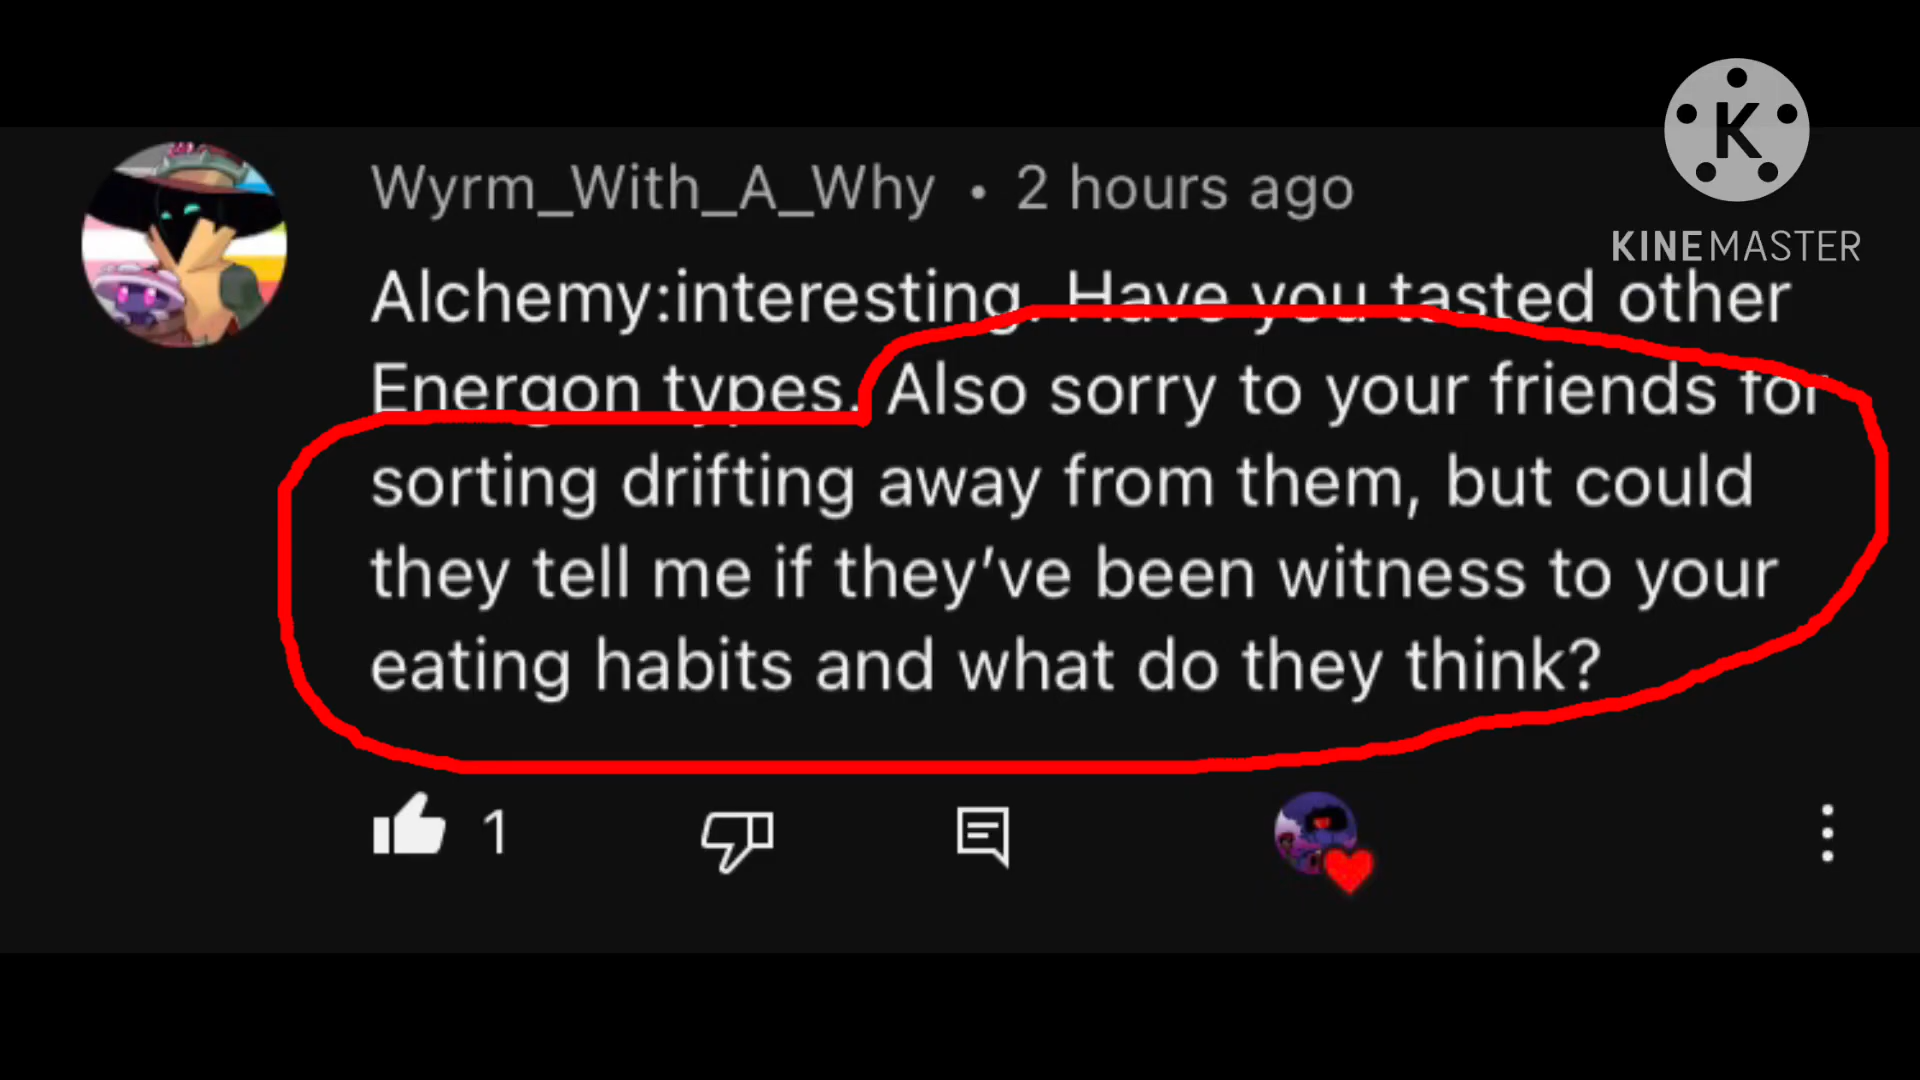 K
KINEMASTER
Wyrm_With_A_Why • 2 hours ago
Alchemy:interesting. Have you tasted other
Energon types. Also sorry to your friends for
sorting drifting away from them, but could
they tell me if they’ve been witness to your
eating habits and what do they think?
1